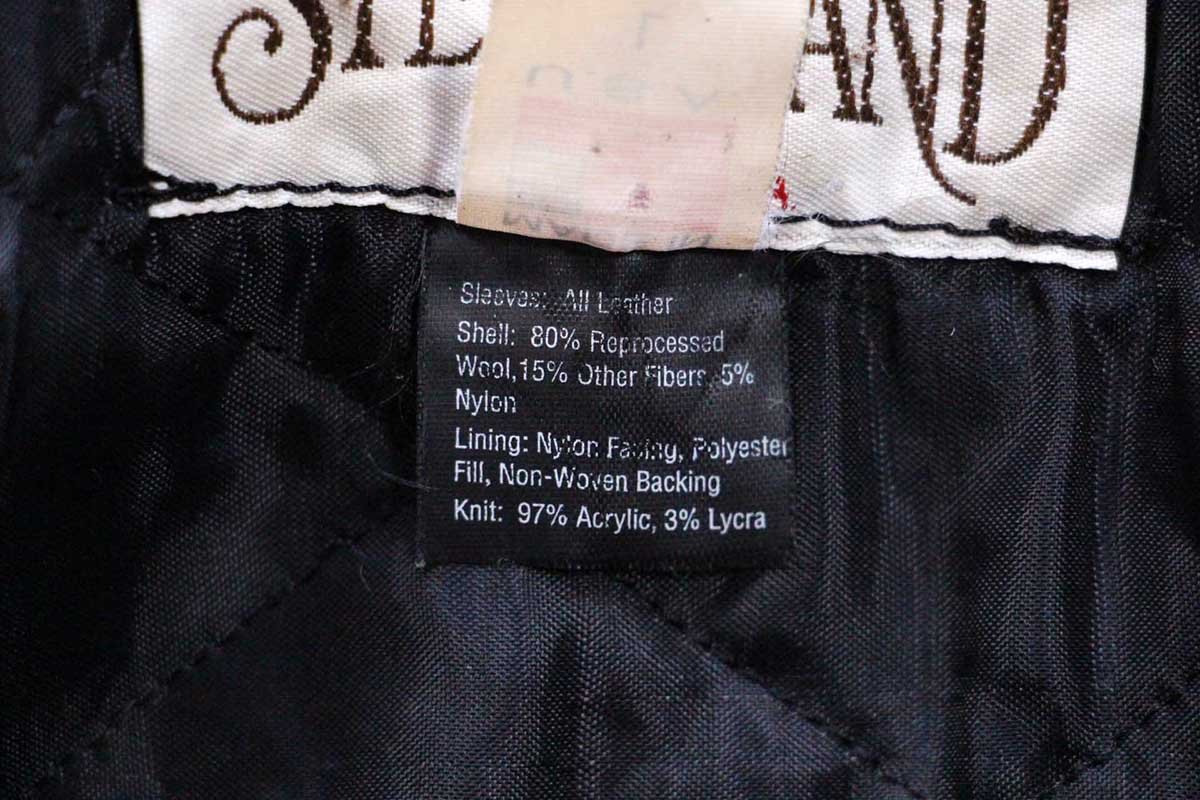 AND
Sleeves: All Leather
Shell: 80% Reprocessed
Wool,15% Other Fibers, 5%
Nylon
Lining: Nylon Facing, Polyester
Fill, Non-Woven Backing
Knit: 97% Acrylic, 3% Lycra